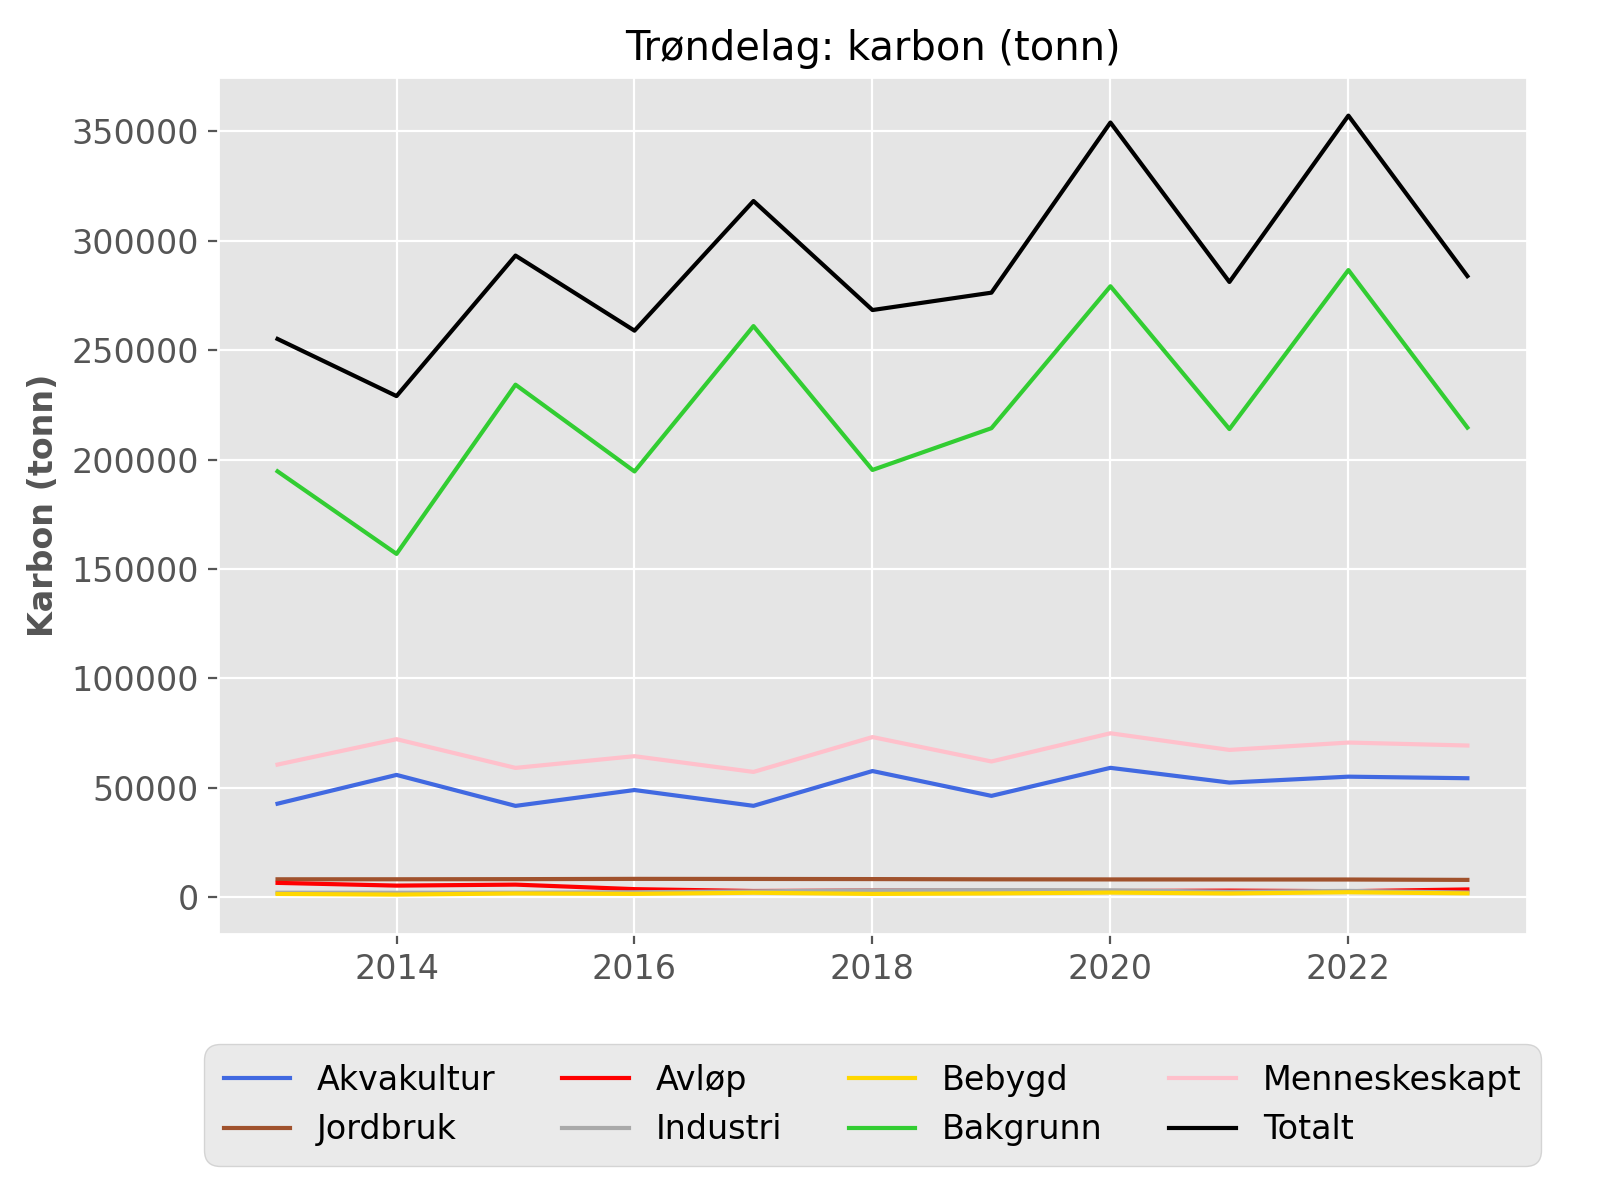 Trøndelag: karbon (tonn)
Karbon (tonn)
350000
300000
250000
200000
150000
100000
50000
0
2014 2016 2018 2020 2022
Akvakultur Avløp Bebygd Menneskeskapt
Jordbruk Industri Bakgrunn Totalt